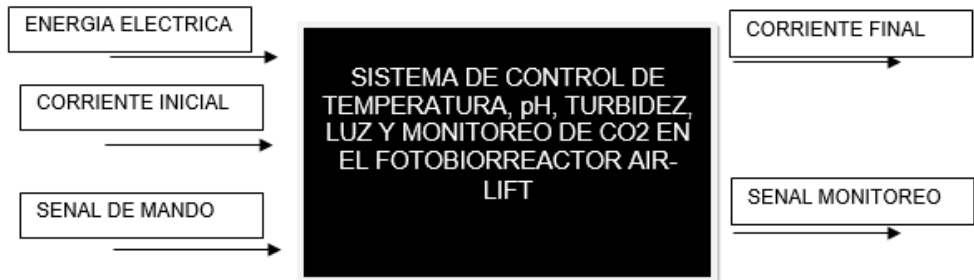 ENERGIA ELECTRICA
CORRIENTE INICIAL
SENAL DE MANDO
SISTEMA DE CONTROL DE
TEMPERATURA, pH, TURBIDEZ,
LUZ Y MONITOREO DE CO2 EN
EL FOTOBIORREACTOR AIR-
LIFT
CORRIENTE FINAL
SENAL MONITOREO